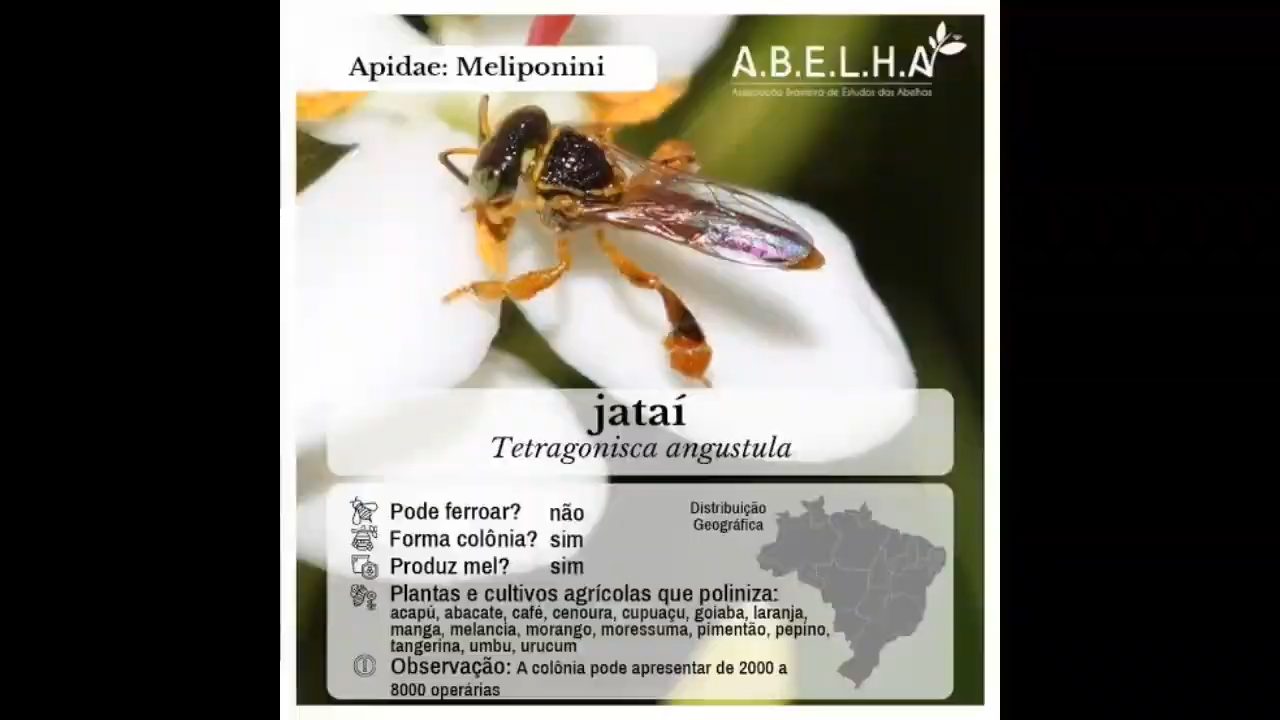 Apidae: Meliponini
A.B.E.L.H.A
Associação Brasileira de Estudos das Abelhas
jataí
Tetragonisca angustula
Pode ferroar? não
Forma colônia? sim
Produz mel? sim
Distribuição
Geográfica
Plantas e cultivos agrícolas que poliniza:
acapú, abacate, café, cenoura, cupuaçu, goiaba, laranja,
manga, melancia, morango, moressuma, pimentão, pepino,
tangerina, umbu, urucum
Observação: A colônia pode apresentar de 2000 a
8000 operárias